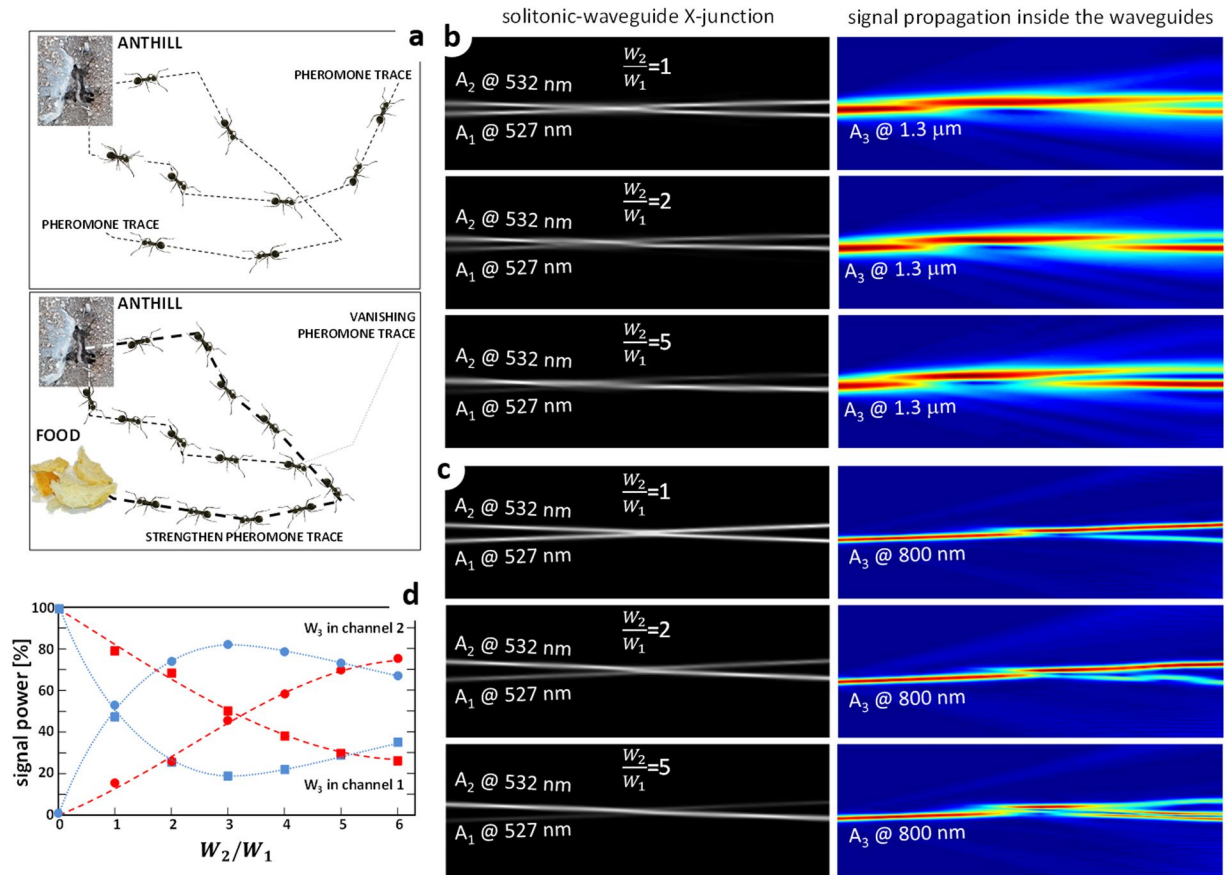 a
ANTHILL
PHEROMONE TRACE
PHEROMONE TRACE
ANTHILL
VANISHING
PHEROMONE TRACE
FOOD
STRENGTHEN PHEROMONE TRACE
solitonic-waveguide X-junction
signal propagation inside the waveguides
b
A₂ @ 532 nm
W₂/W₁=1
A₁ @ 527 nm
A₃ @ 1.3 μm
A₂ @ 532 nm
W₂/W₁=2
A₁ @ 527 nm
A₃ @ 1.3 μm
A₂ @ 532 nm
W₂/W₁=5
A₁ @ 527 nm
A₃ @ 1.3 μm
c
A₂ @ 532 nm
W₂/W₁=1
A₁ @ 527 nm
A₃ @ 800 nm
A₂ @ 532 nm
W₂/W₁=2
A₁ @ 527 nm
A₃ @ 800 nm
A₂ @ 532 nm
W₂/W₁=5
A₁ @ 527 nm
A₃ @ 800 nm
d
signal power [%]
100
80
60
40
20
0
W₃ in channel 2
W₃ in channel 1
0 1 2 3 4 5 6
W₂/W₁